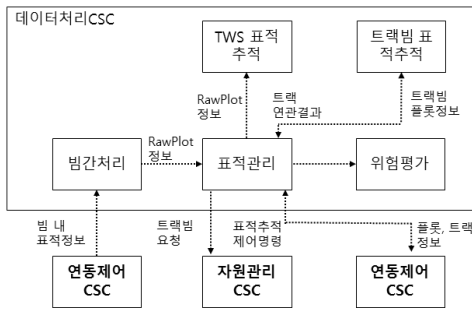 데이터처리CSC
TWS 표적
추적
트랙빔 표
적추적
RawPlot
정보
트랙
연관결과
트랙빔
플롯정보
RawPlot
정보
빔간처리
표적관리
위험평가
빔 내
표적정보
트랙빔
요청
표적추적
제어명령
플롯, 트랙
정보
연동제어
CSC
자원관리
CSC
연동제어
CSC